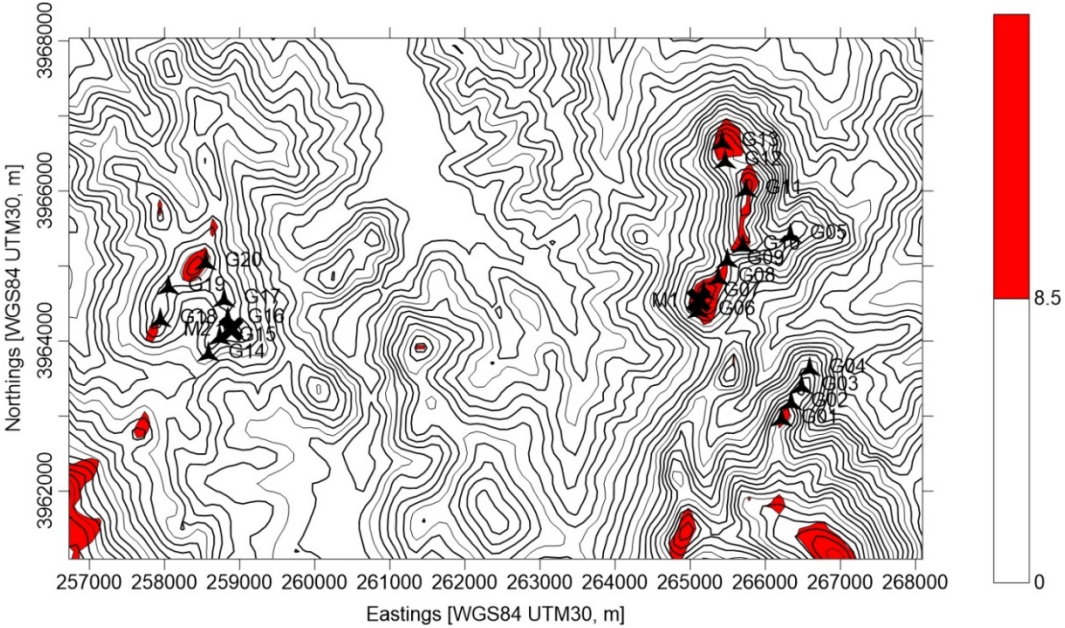 3968000
3966000
3964000
3962000
Northings [WGS84 UTM30, m]
G13
G12
G11
G05
G10
G09
G08
G07
M1
G06
G04
G03
G02
G01
G20
G19
G17
G18
G16
M2
G15
G14
8.5
0
257000 258000 259000 260000 261000 262000 263000 264000 265000 266000 267000 268000
Eastings [WGS84 UTM30, m]